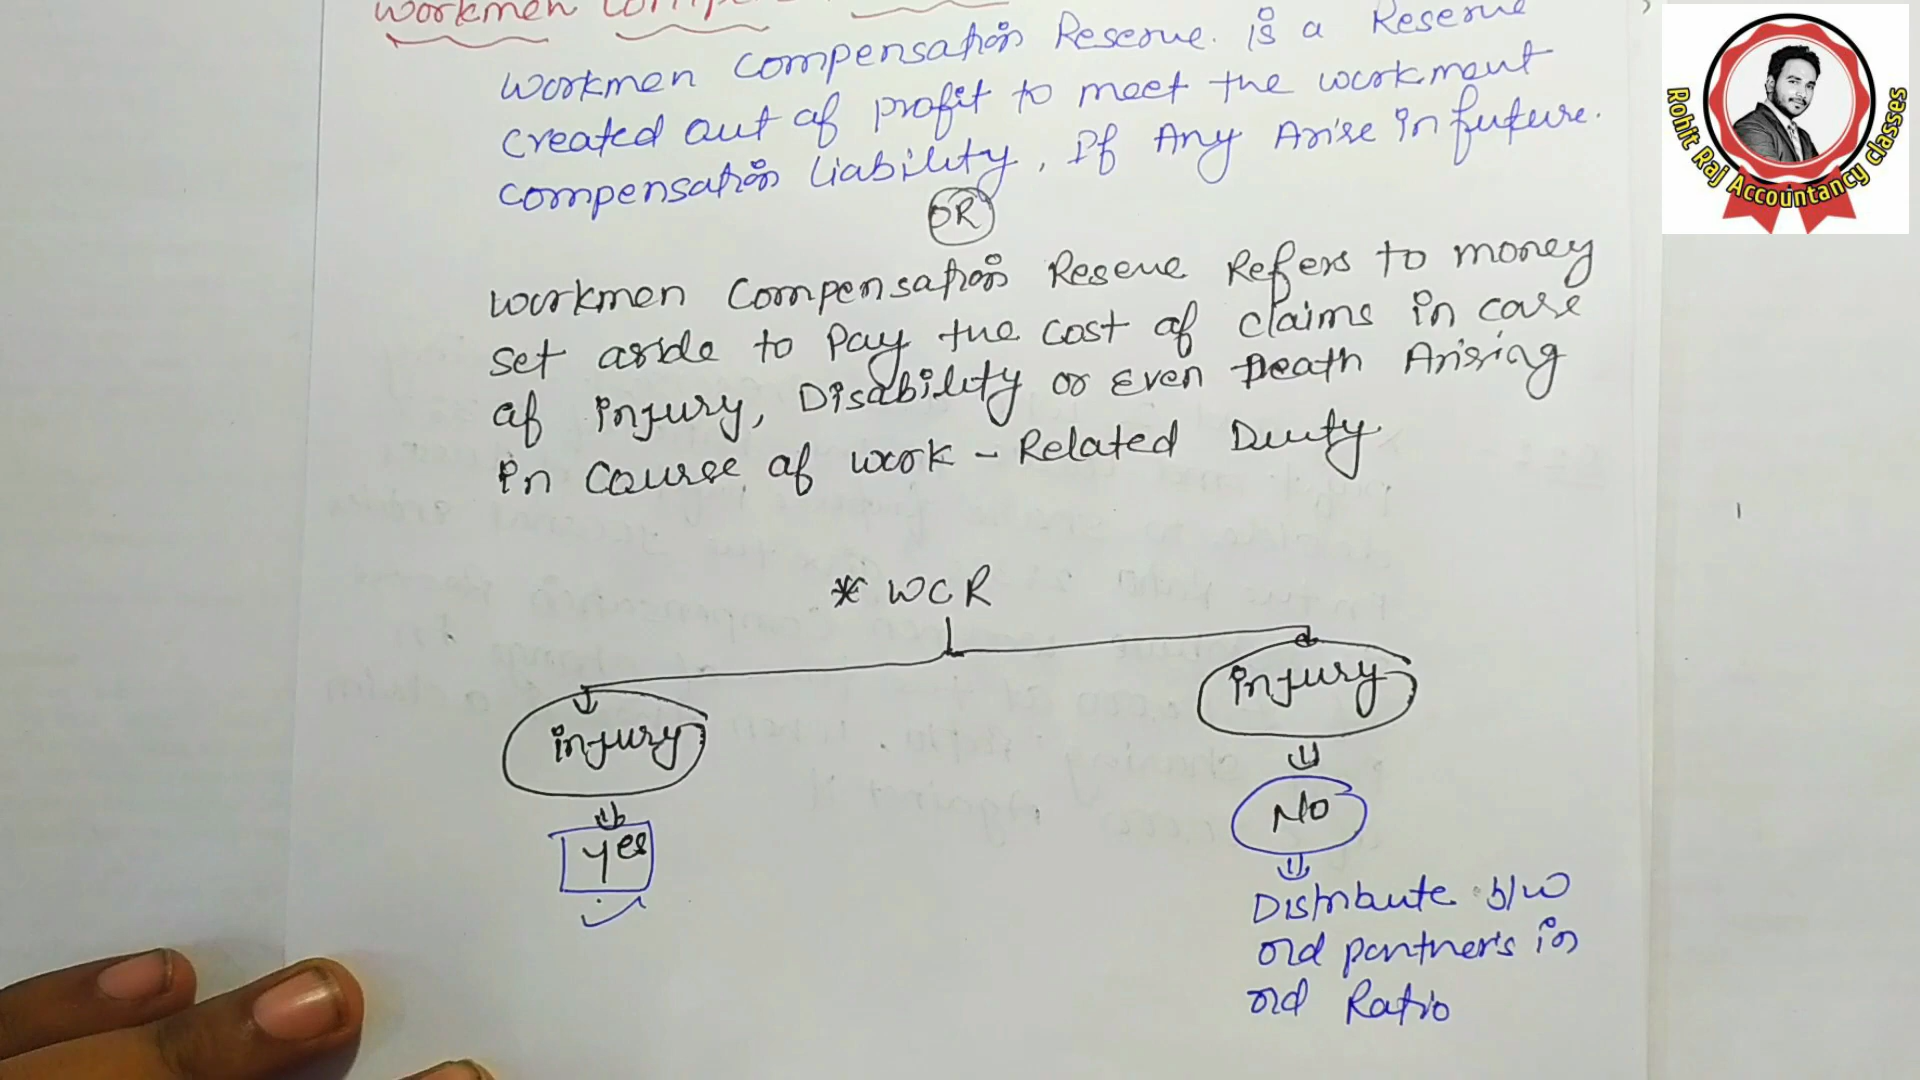 Workmen
Workmen Compensation Reserve. is a Reserve
created out of profit to meet the workment
compensation Liability, If Any Arise in future.
OR
Workmen Compensation Reseve Refers to money
set aside to Pay the cost of claims in case
of injury, Disability or Even Death Arising
in course of work - Related Duty
* WCR
injury
injury
Yes
No
Distribute b/w
old partner's in
old Ratio
Rohit Raj Accountancy classes